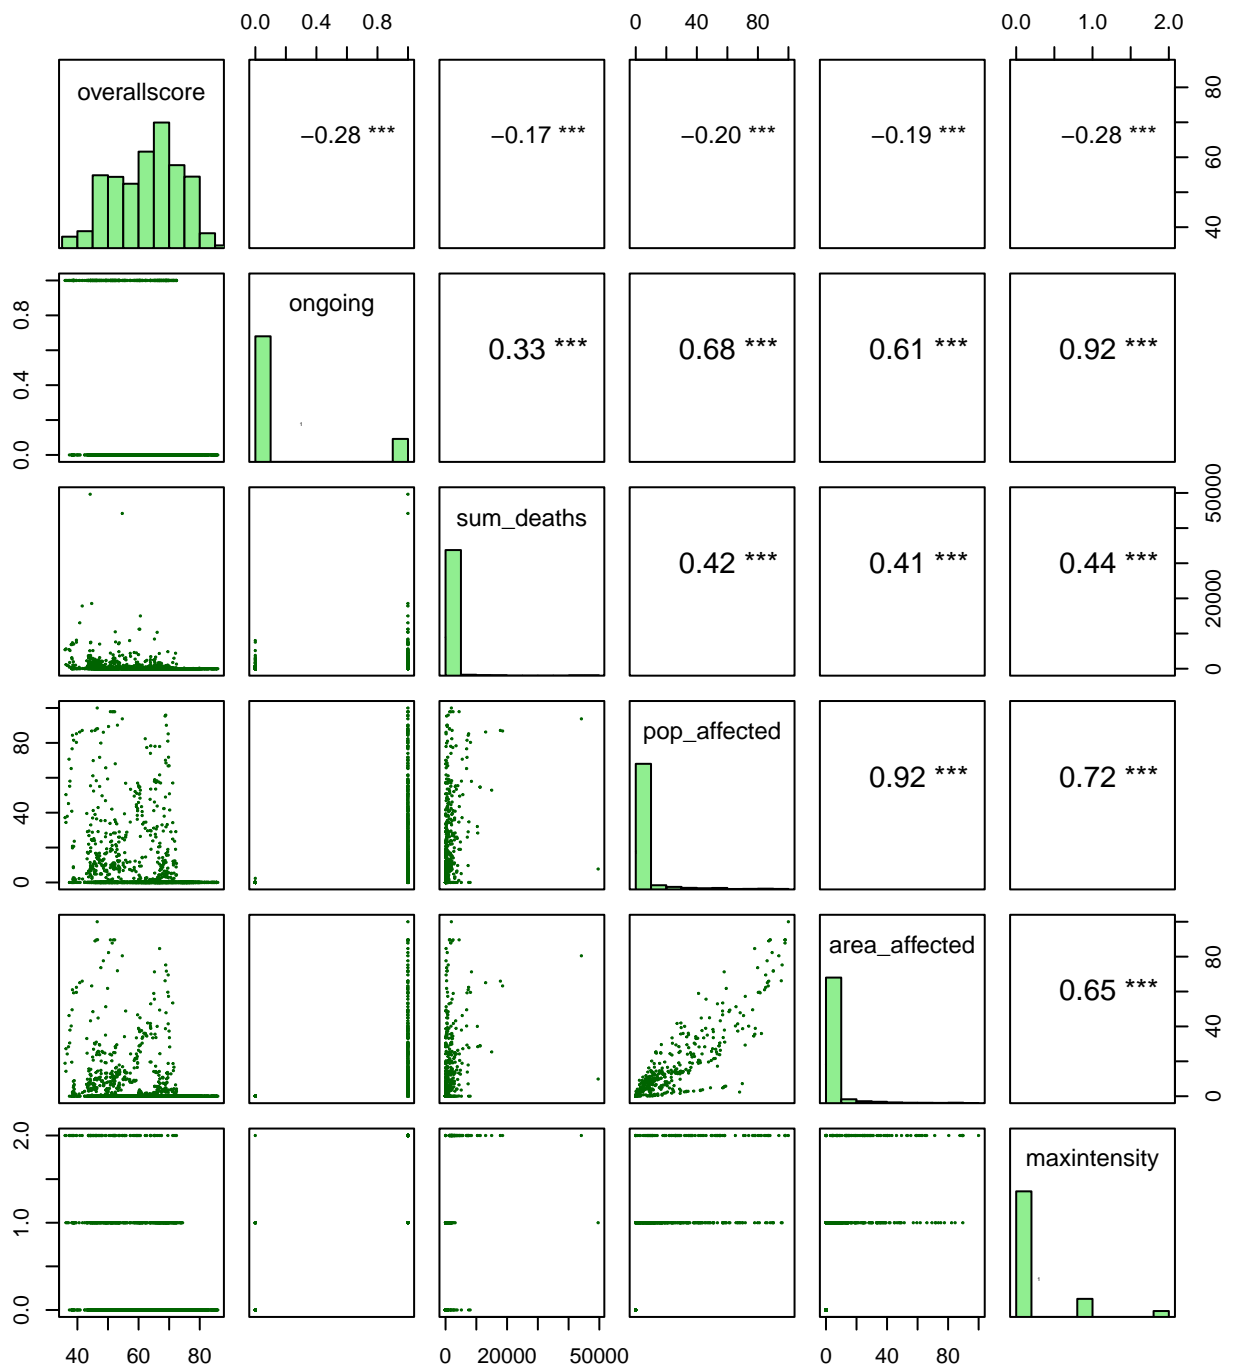 0.0 0.4 0.8
0 40 80
0.0 1.0 2.0
overallscore
−0.28 ***
−0.17 ***
−0.20 ***
−0.19 ***
−0.28 ***
40 60 80
0.0 0.4 0.8
ongoing
0.33 ***
0.68 ***
0.61 ***
0.92 ***
sum_deaths
0.42 ***
0.41 ***
0.44 ***
0 20000 50000
0 40 80
pop_affected
0.92 ***
0.72 ***
area_affected
0.65 ***
0 40 80
0.0 1.0 2.0
maxintensity
40 60 80
0 20000 50000
0 40 80